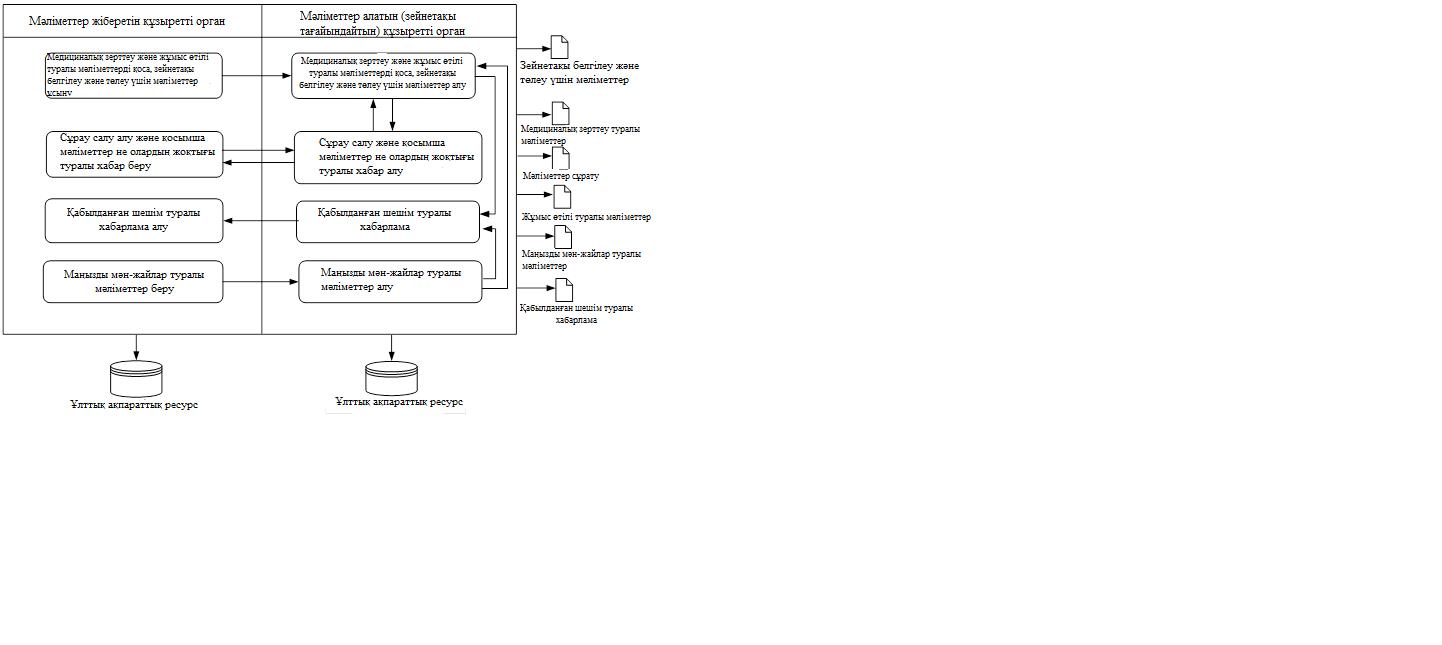 Мәліметтер жіберетін құзыретті орган
Мәліметтер алатын (зейнетақы
тағайындайтын) құзыретті орган
Медициналық зерттеу және жұмыс өтілі
туралы мәліметтерді қоса, зейнетақы
белгілеу және төлеу үшін мәліметтер
ұсыну
Медициналық зерттеу және жұмыс өтілі
туралы мәліметтерді қоса, зейнетақы
белгілеу және төлеу үшін мәліметтер алу
Сұрау салу алу және қосымша
мәліметтер не олардың жоқтығы
туралы хабар беру
Сұрау салу және қосымша
мәліметтер не олардың жоқтығы
туралы хабар алу
Қабылданған шешім туралы
хабарлама алу
Қабылданған шешім туралы
хабарлама
Маңызды мән-жайлар туралы
мәліметтер беру
Маңызды мән-жайлар туралы
мәліметтер алу
Зейнетақы белгілеу және
төлеу үшін мәліметтер
Медициналық зерттеу туралы
мәліметтер
Мәліметтер сұрату
Жұмыс өтілі туралы мәліметтер
Маңызды мән-жайлар туралы
мәліметтер
Қабылданған шешім туралы
хабарлама
Ұлттық ақпараттық ресурс
Ұлттық ақпараттық ресурс